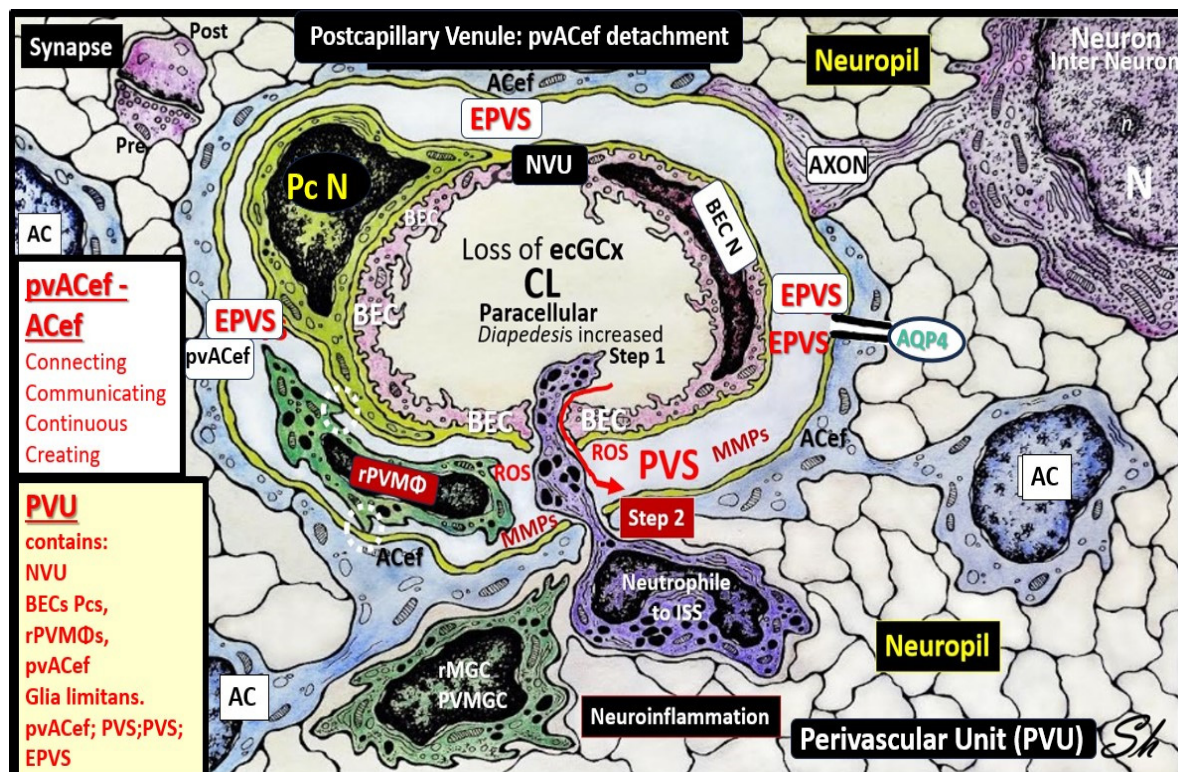 Synapse
Post
Pre
Postcapillary Venule: pvACef detachment
ACef
Neuropil
Neuron
Inter Neuron
n
N
EPVS
NVU
AXON
Pc N
BEC
BEC N
AC
Loss of ecGCx
CL
Paracellular
Diapedesis increased
Step 1
pvACef -
ACef
Connecting
Communicating
Continuous
Creating
EPVS
pvACef
BEC
EPVS
EPVS
AQP4
BEC
BEC
ROS
ROS
PVS
MMPs
ACef
AC
rPVMΦ
Step 2
MMPs
ACef
PVU
contains:
NVU
BECs Pcs,
rPVMΦs,
pvACef
Glia limitans.
pvACef; PVS;PVS;
EPVS
Neutrophile
to ISS
Neuropil
AC
rMGC
PVMGC
Neuroinflammation
Perivascular Unit (PVU)
Sh